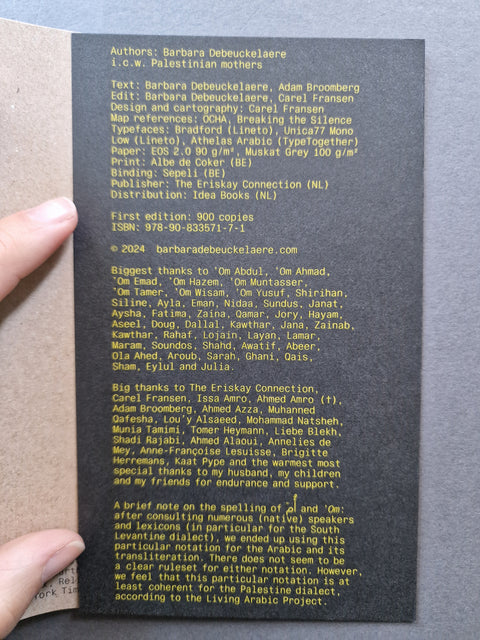 Authors: Barbara Debeuckelaere
i.c.w. Palestinian mothers
Text: Barbara Debeuckelaere, Adam Broomberg
Edit: Barbara Debeuckelaere, Carel Fransen
Design and cartography: Carel Fransen
Map references: OCHA, Breaking the Silence
Typefaces: Bradford (Lineto), Unica77 Mono
Low (Lineto), Athelas Arabic (TypeTogether)
Paper: EOS 2.0 90 g/m², Muskat Grey 100 g/m²
Print: Albe de Coker (BE)
Binding: Sepeli (BE)
Publisher: The Eriskay Connection (NL)
Distribution: Idea Books (NL)
First edition: 900 copies
ISBN: 978-90-833571-7-1
© 2024 barbaradebeuckelaere.com
Biggest thanks to 'Om Abdul, 'Om Ahmad,
'Om Emad, 'Om Hazem, 'Om Muntasser,
'Om Tamer, 'Om Wisam, 'Om Yusuf, Shirihan,
Siline, Ayla, Eman, Nidaa, Sundus, Janat,
Aysha, Fatima, Zaina, Qamar, Jory, Hayam,
Aseel, Doug, Dallal, Kawthar, Jana, Zainab,
Kawthar, Rahaf, Lojain, Layan, Lamar,
Maram, Soundos, Shahd, Awatif, Abeer,
Ola Ahed, Aroub, Sarah, Ghani, Qais,
Sham, Eylul and Julia.
Big thanks to The Eriskay Connection,
Carel Fransen, Issa Amro, Ahmed Amro (†),
Adam Broomberg, Ahmed Azza, Muhanned
Qafesha, Lou'y Alsaeed, Mohammad Natsheh,
Munia Tamimi, Tomer Heymann, Liebe Blekh,
Shadi Rajabi, Ahmed Alaoui, Annelies de
Mey, Anne-Françoise Lesuisse, Brigitte
Herremans, Kaat Pype and the warmest most
special thanks to my husband, my children
and my friends for endurance and support.
A brief note on the spelling of أُمّ and 'Om:
after consulting numerous (native) speakers
and lexicons (in particular for the South
Levantine dialect), we ended up using this
particular notation for the Arabic and its
transliteration. There does not seem to be
a clear ruleset for either notation. However,
we feel that this particular notation is at
least coherent for the Palestine dialect,
according to the Living Arabic Project.